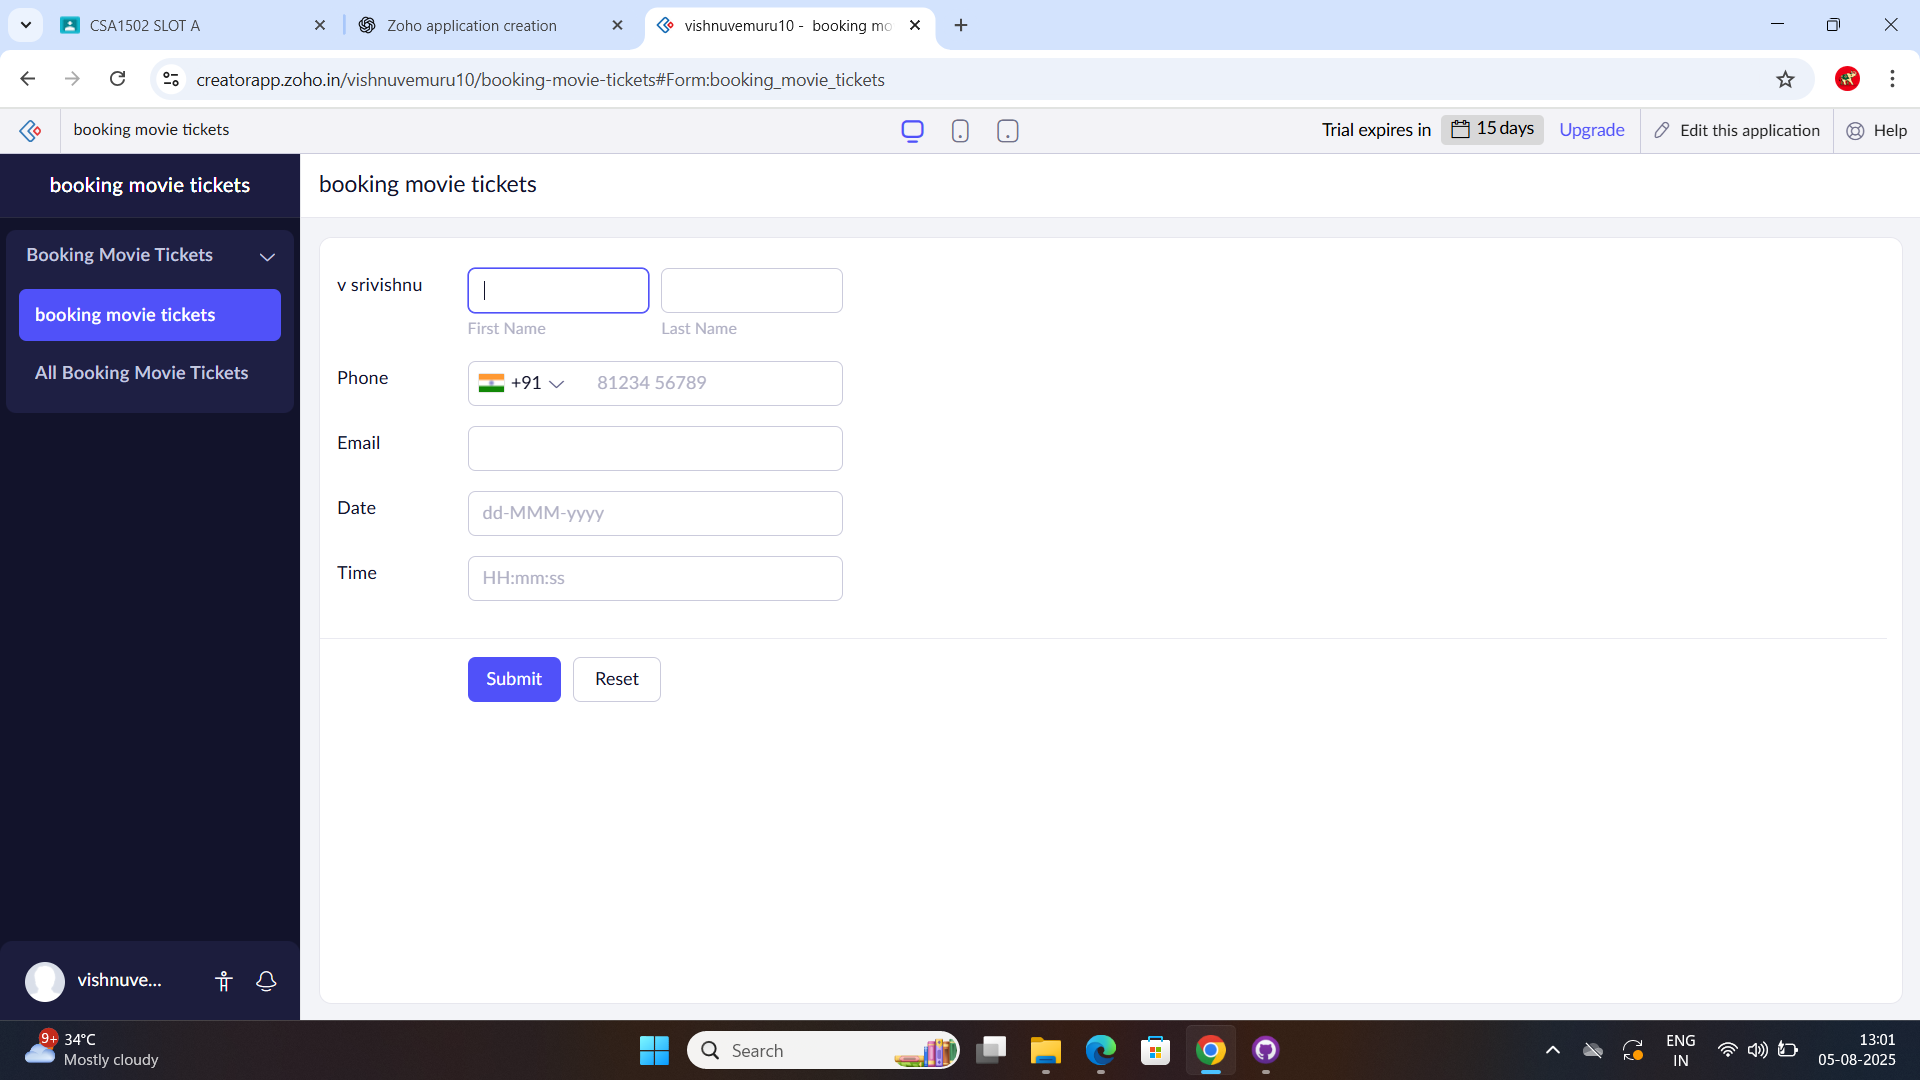 CSA1502 SLOT A
Zoho application creation
vishnuvemuru10 - booking mo
creatorapp.zoho.in/vishnuvemuru10/booking-movie-tickets#Form:booking_movie_tickets
booking movie tickets
Trial expires in 15 days Upgrade
Edit this application
Help
booking movie tickets
booking movie tickets
Booking Movie Tickets
booking movie tickets
All Booking Movie Tickets
v srivishnu
First Name Last Name
Phone +91 81234 56789
Email
Date dd-MMM-yyyy
Time HH:mm:ss
Submit Reset
vishnuve...
9+ 34°C
Mostly cloudy
Search
ENG
IN
13:01
05-08-2025